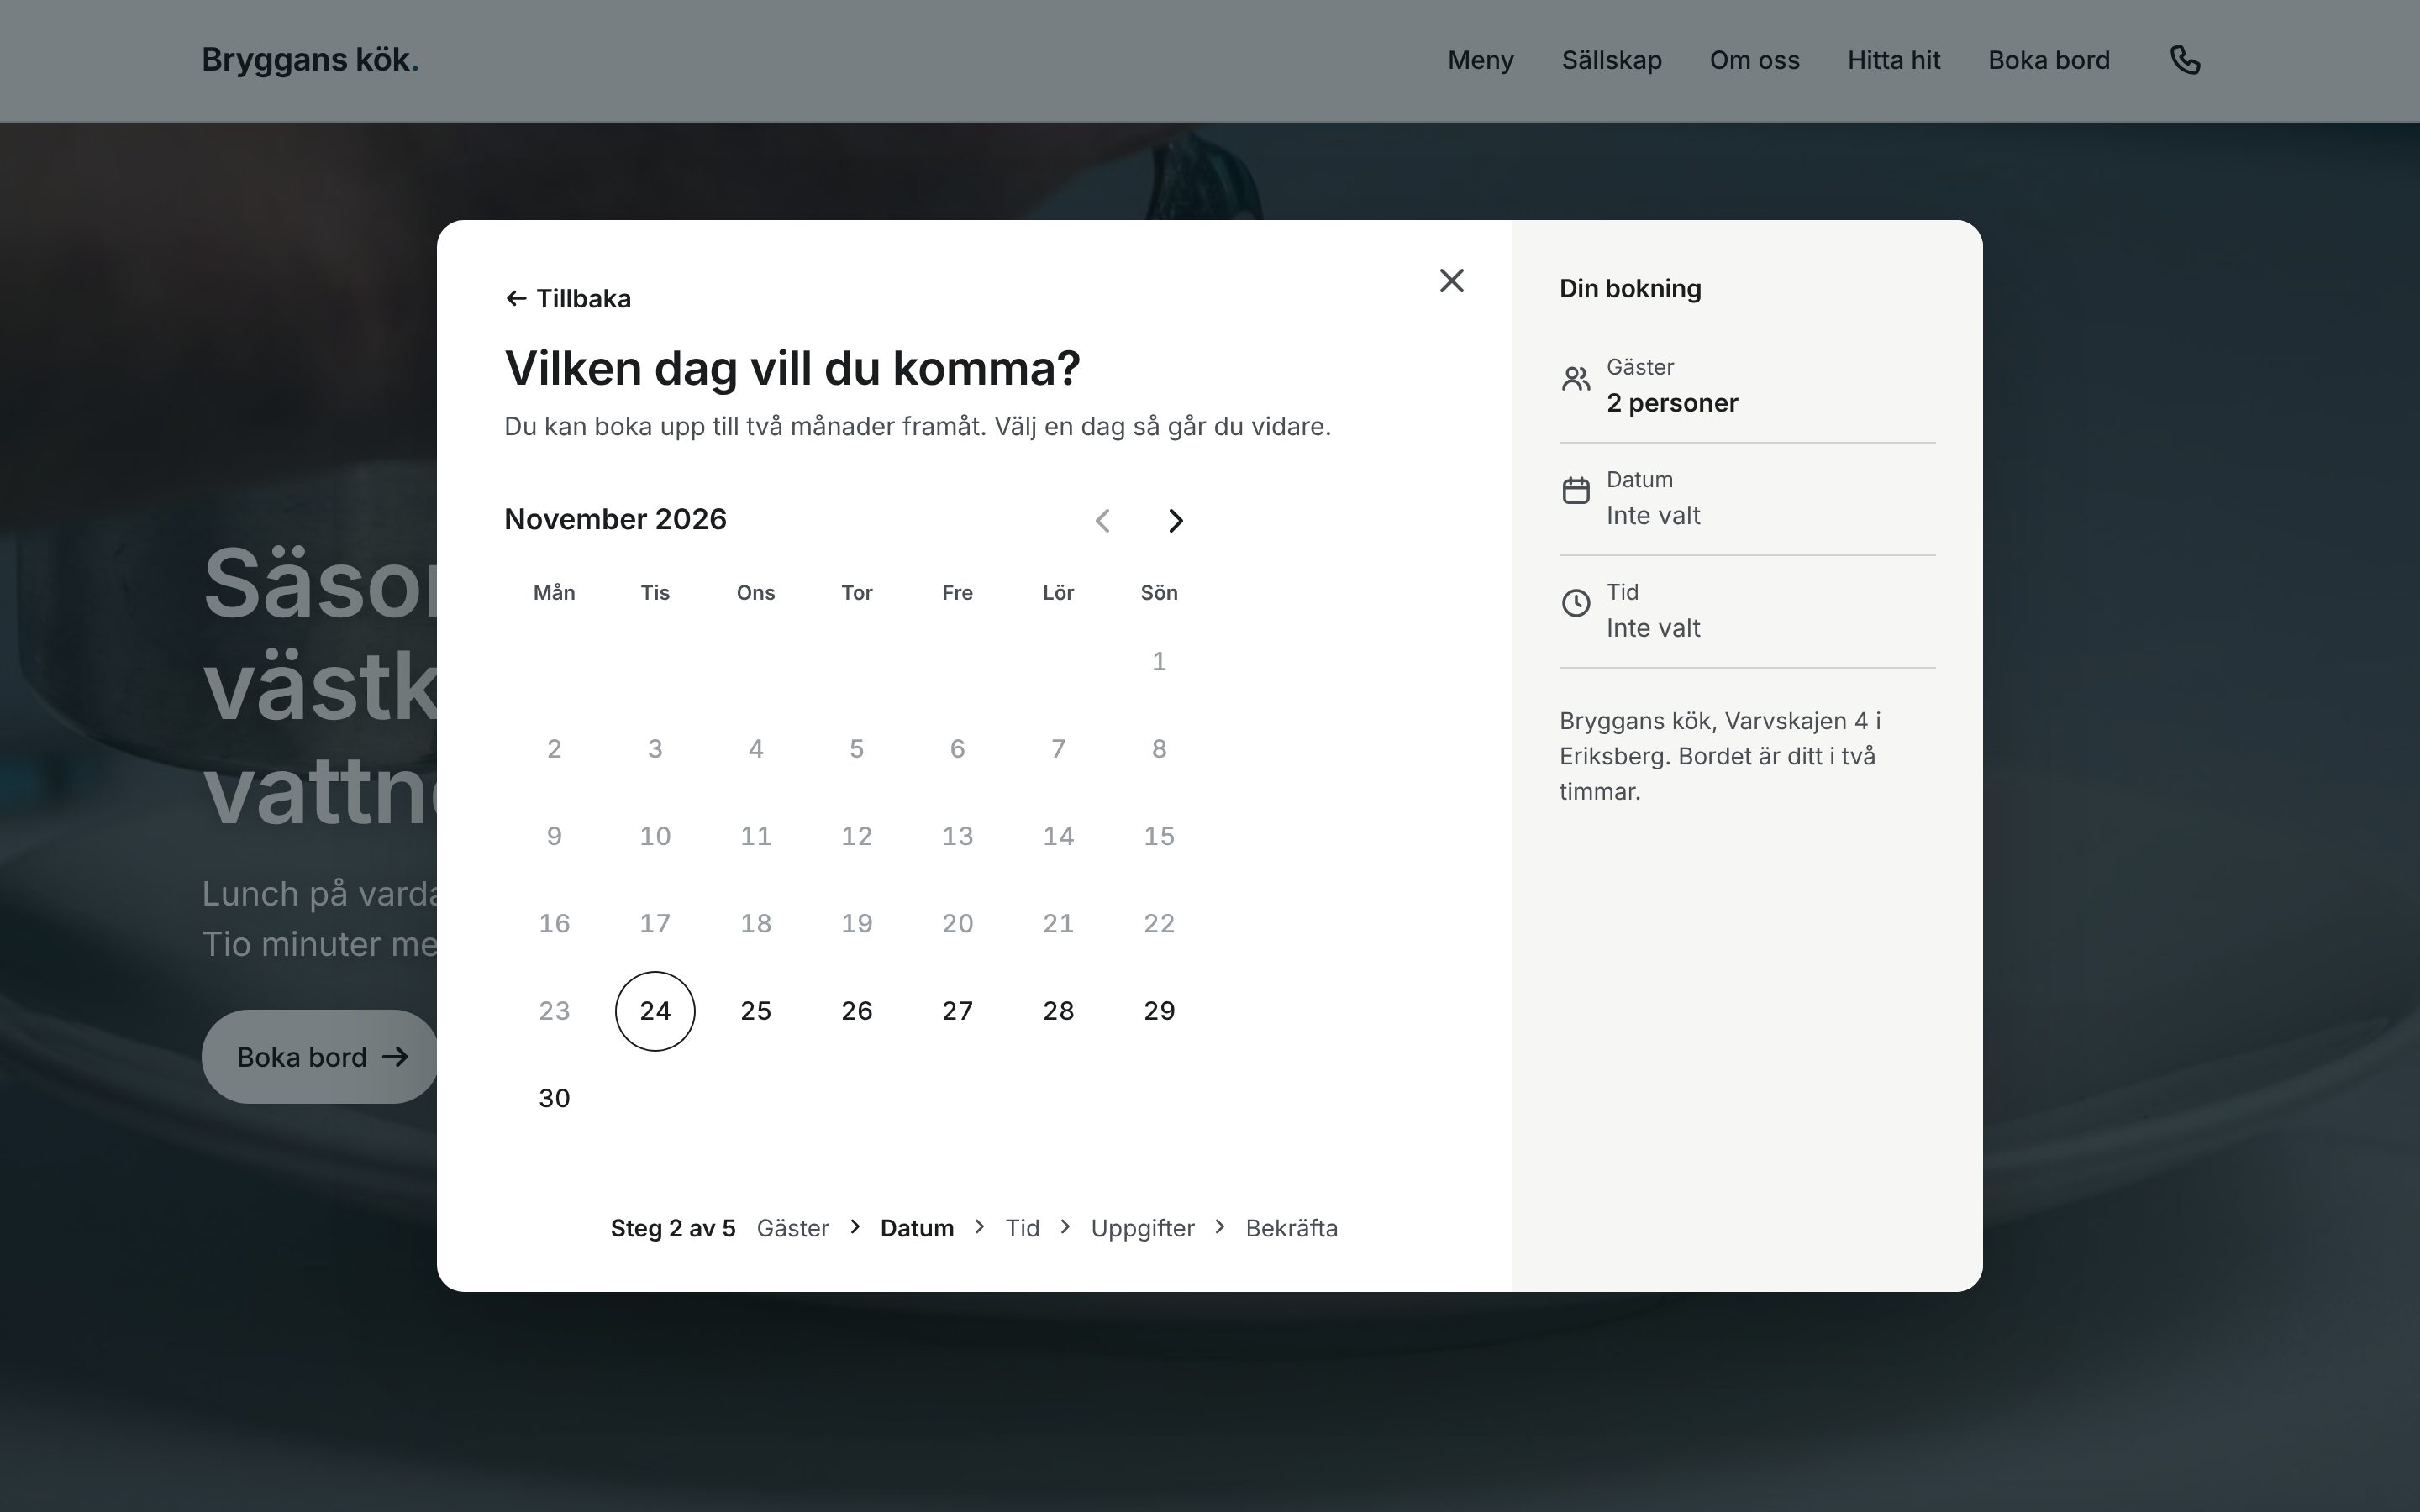 Bryggans kök.
Meny Sällskap Om oss Hitta hit Boka bord
Tillbaka
Vilken dag vill du komma?
Du kan boka upp till två månader framåt. Välj en dag så går du vidare.
November 2026
Mån Tis Ons Tor Fre Lör Sön
1
2 3 4 5 6 7 8
9 10 11 12 13 14 15
16 17 18 19 20 21 22
23 24 25 26 27 28 29
30
Steg 2 av 5 Gäster Datum Tid Uppgifter Bekräfta
Din bokning
Gäster
2 personer
Datum
Inte valt
Tid
Inte valt
Bryggans kök, Varvskajen 4 i
Eriksberg. Bordet är ditt i två
timmar.
Lunch på
Tio minuter
Boka bord